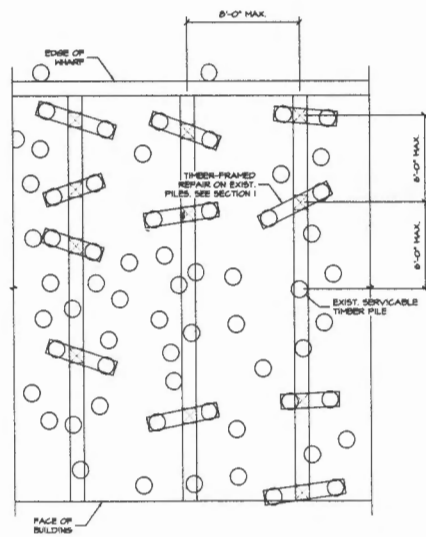 8'-0" MAX.
EDGE OF
WHARF
6'-0" MAX.
TIMBER-FRAMED
REPAIR ON EXIST.
PILES. SEE SECTION 1
6'-0" MAX.
EXIST. SERVICABLE
TIMBER PILE
FACE OF
BUILDING